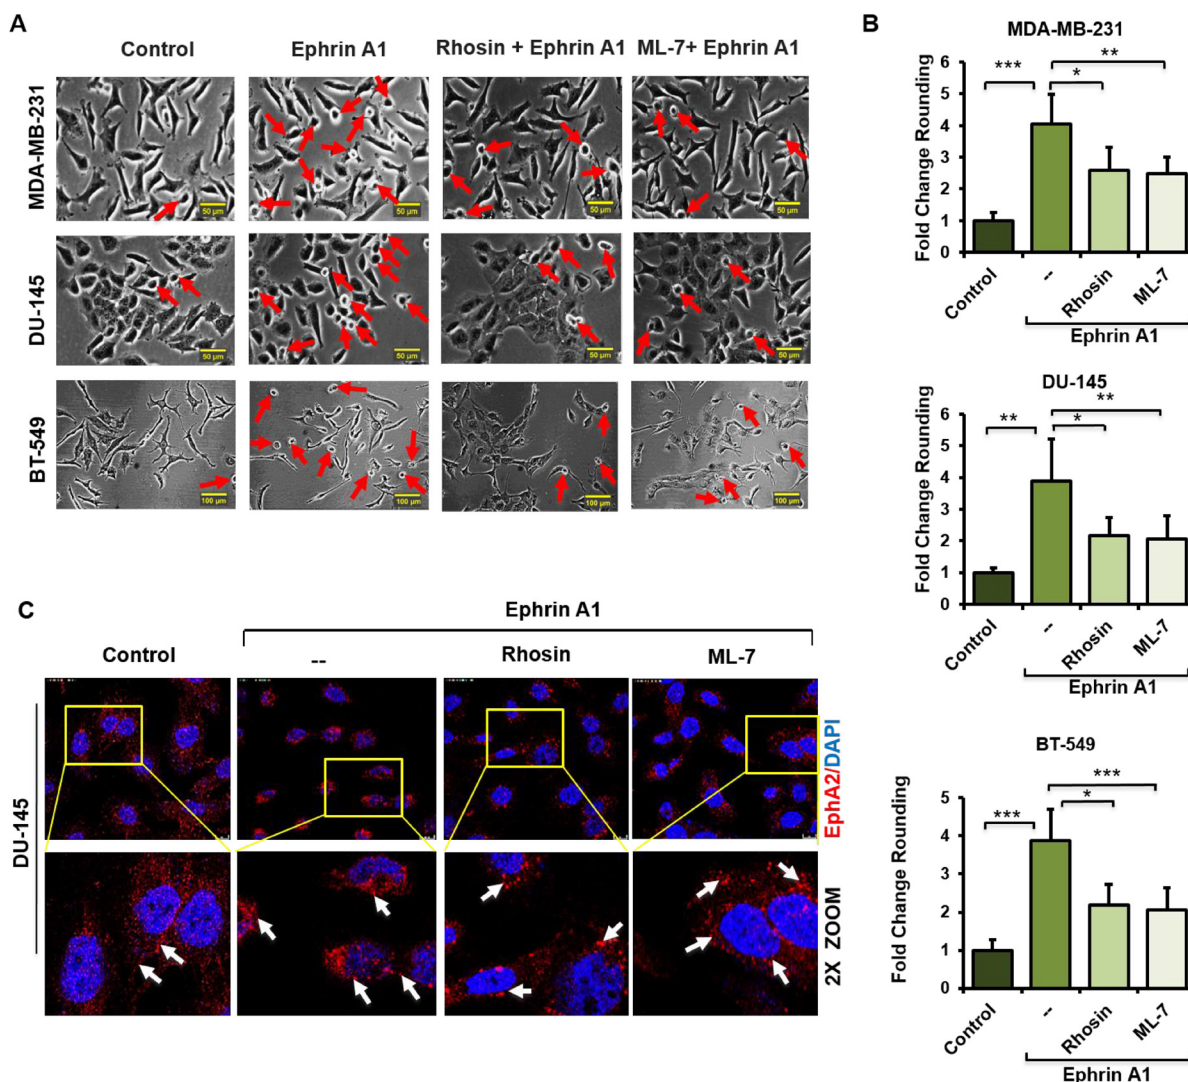 A
Control
Ephrin A1
Rhosin + Ephrin A1
ML-7+ Ephrin A1
MDA-MB-231
50 µm
50 µm
50 µm
50 µm
DU-145
50 µm
50 µm
50 µm
50 µm
BT-549
100 µm
100 µm
100 µm
100 µm
B
MDA-MB-231
Fold Change Rounding
6
5
4
3
2
1
0
***
*
**
Control
--
Rhosin
ML-7
Ephrin A1
DU-145
Fold Change Rounding
6
5
4
3
2
1
0
**
*
**
Control
--
Rhosin
ML-7
Ephrin A1
BT-549
Fold Change Rounding
5
4
3
2
1
0
***
*
***
Control
--
Rhosin
ML-7
Ephrin A1
C
Ephrin A1
Control
--
Rhosin
ML-7
DU-145
EphA2/DAPI
2X ZOOM